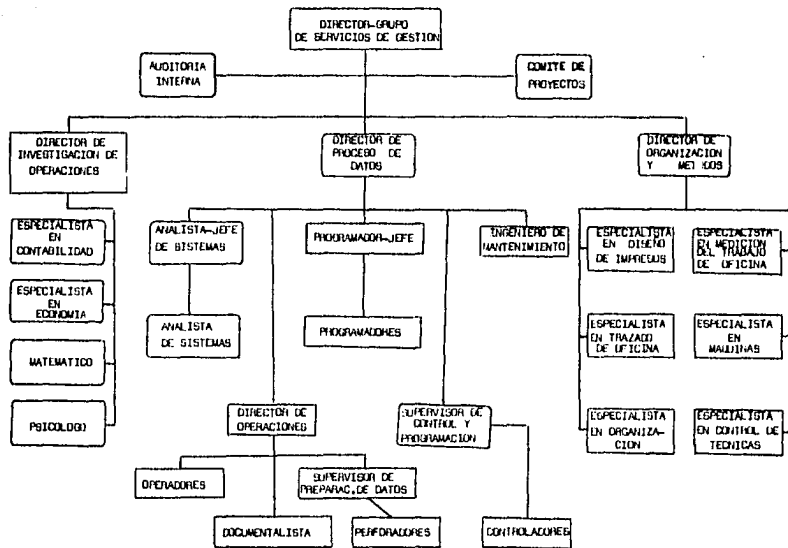 DIRECTOR-GRUPO
DE SERVICIOS DE GESTION
AUDITORIA
INTERNA
COMITE DE
PROYECTOS
DIRECTOR DE
INVESTIGACION DE
OPERACIONES
DIRECTOR DE
PROCESO DE
DATOS
DIRECTOR DE
ORGANIZACION
Y METODOS
ESPECIALISTA
EN
CONTABILIDAD
ESPECIALISTA
EN
ECONOMIA
MATEMATICO
PSICOLOGO
ANALISTA-JEFE
DE SISTEMAS
ANALISTA
DE SISTEMAS
PROGRAMADOR-JEFE
PROGRAMADORES
INGENIERO DE
MANTENIMIENTO
DIRECTOR DE
OPERACIONES
SUPERVISOR DE
CONTROL Y
PROGRAMACION
OPERADORES
SUPERVISOR DE
PREPARAC. DE DATOS
DOCUMENTALISTA
PERFORADORES
CONTROLADORES
ESPECIALISTA
EN DISEÑO
DE IMPRESOS
ESPECIALISTA
EN MEDICION
DEL TRABAJO
DE OFICINA
ESPECIALISTA
EN TRAZADO
DE OFICINA
ESPECIALISTA
EN
MAQUINAS
ESPECIALISTA
EN ORGANIZA-
CION
ESPECIALISTA
EN CONTROL DE
TECNICAS